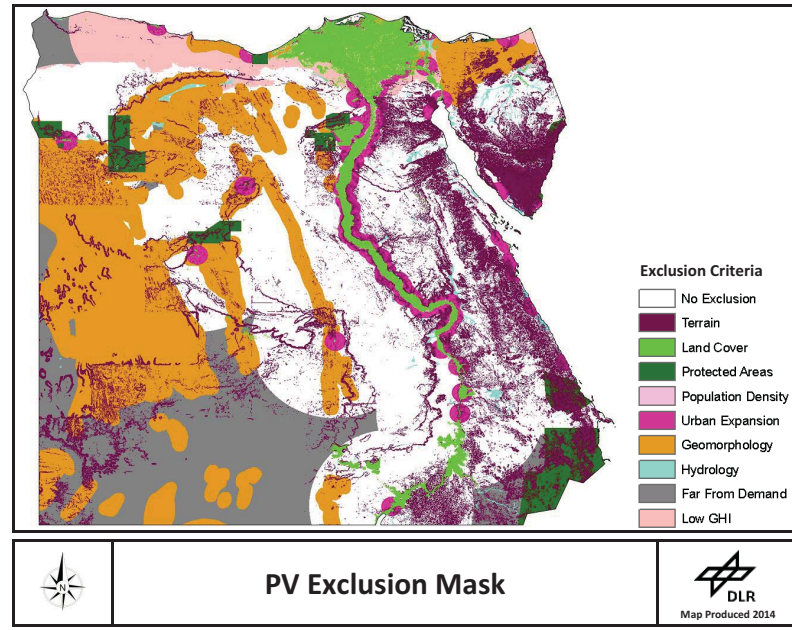 Exclusion Criteria
No Exclusion
Terrain
Land Cover
Protected Areas
Population Density
Urban Expansion
Geomorphology
Hydrology
Far From Demand
Low GHI
N
PV Exclusion Mask
DLR
Map Produced 2014